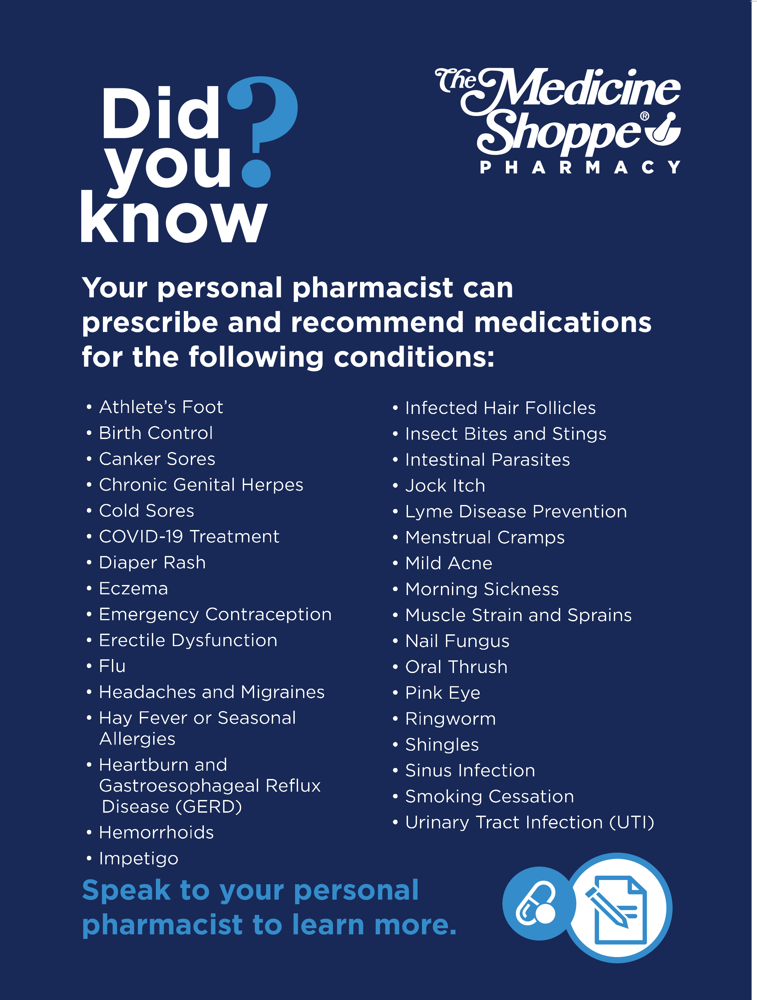 Did
you?
know
The Medicine
Shoppe®
PHARMACY
Your personal pharmacist can
prescribe and recommend medications
for the following conditions:
• Athlete’s Foot
• Birth Control
• Canker Sores
• Chronic Genital Herpes
• Cold Sores
• COVID-19 Treatment
• Diaper Rash
• Eczema
• Emergency Contraception
• Erectile Dysfunction
• Flu
• Headaches and Migraines
• Hay Fever or Seasonal
Allergies
• Heartburn and
Gastroesophageal Reflux
Disease (GERD)
• Hemorrhoids
• Impetigo
• Infected Hair Follicles
• Insect Bites and Stings
• Intestinal Parasites
• Jock Itch
• Lyme Disease Prevention
• Menstrual Cramps
• Mild Acne
• Morning Sickness
• Muscle Strain and Sprains
• Nail Fungus
• Oral Thrush
• Pink Eye
• Ringworm
• Shingles
• Sinus Infection
• Smoking Cessation
• Urinary Tract Infection (UTI)
Speak to your personal
pharmacist to learn more.